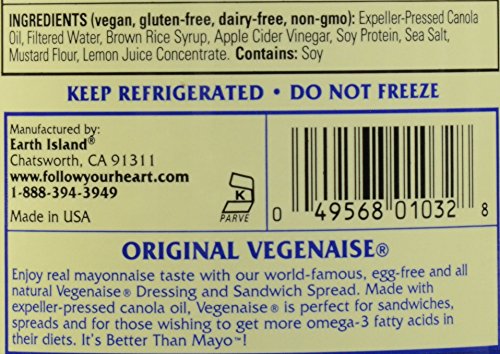 INGREDIENTS (vegan, gluten-free, dairy-free, non-gmo): Expeller-Pressed Canola
Oil, Filtered Water, Brown Rice Syrup, Apple Cider Vinegar, Soy Protein, Sea Salt,
Mustard Flour, Lemon Juice Concentrate. Contains: Soy
KEEP REFRIGERATED • DO NOT FREEZE
Manufactured by:
Earth Island®
Chatsworth, CA 91311
www.followyourheart.com
1-888-394-3949
Made in USA
K
PARVE
0 49568 01032 8
ORIGINAL VEGENAISE®
Enjoy real mayonnaise taste with our world-famous, egg-free and all
natural Vegenaise® Dressing and Sandwich Spread. Made with
expeller-pressed canola oil, Vegenaise® is perfect for sandwiches,
spreads and for those wishing to get more omega-3 fatty acids in
their diets. It's Better Than Mayo™!